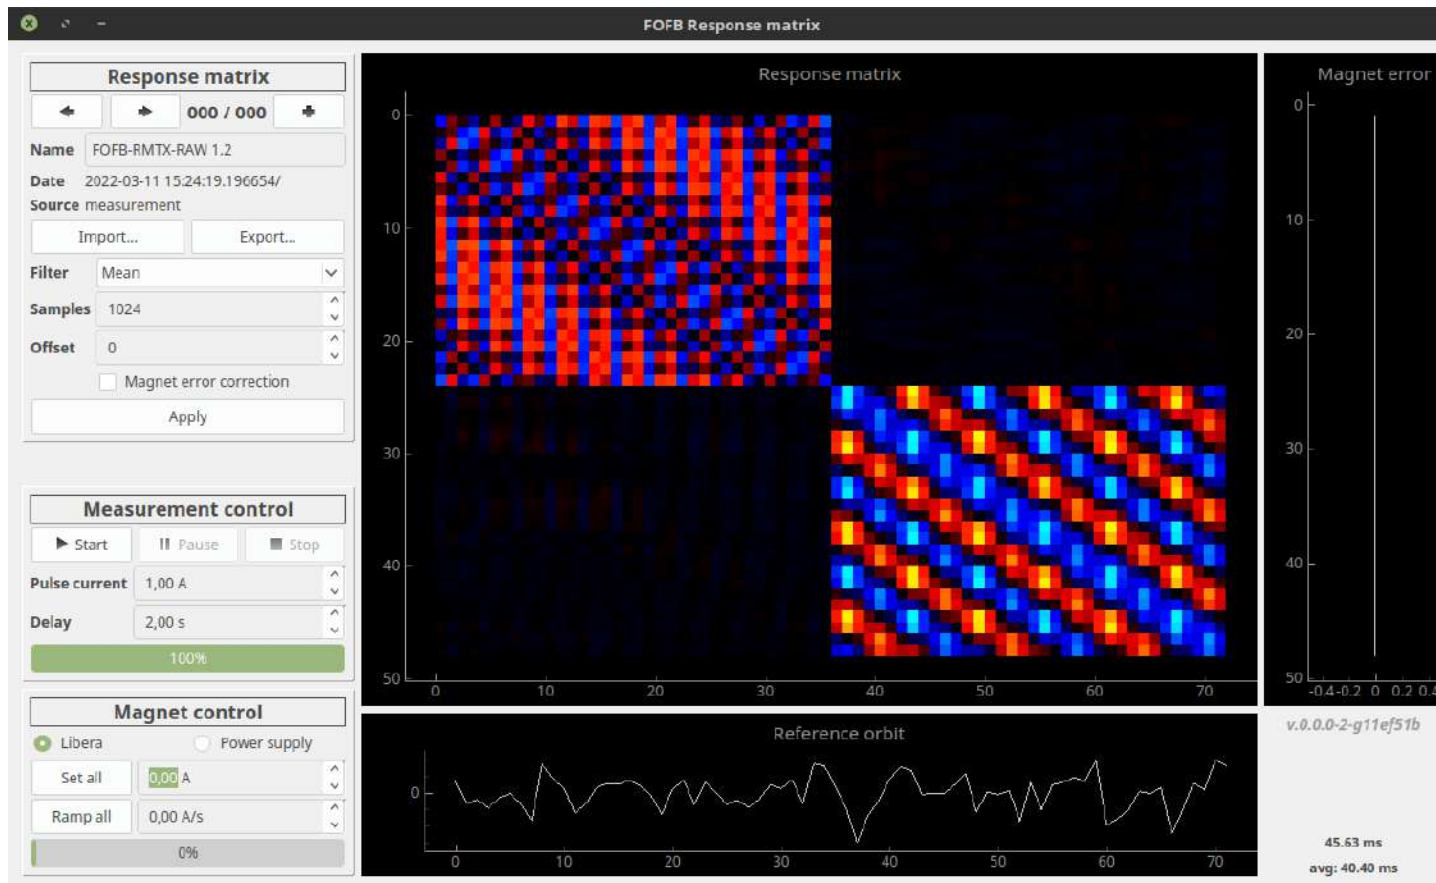 FOFB Response matrix
Response matrix
000 / 000
Name FOFB-RMTX-RAW 1.2
Date 2022-03-11 15:24:19.196654/
Source measurement
Import... Export...
Filter Mean
Samples 1024
Offset 0
Magnet error correction
Apply
Measurement control
Start Pause Stop
Pulse current 1,00 A
Delay 2,00 s
100%
Magnet control
Libera Power supply
Set all 0,00 A
Ramp all 0,00 A/s
0%
Response matrix
0
10
20
30
40
50
0 10 20 30 40 50 60 70
Reference orbit
0
0 10 20 30 40 50 60 70
Magnet error
0
10
20
30
40
50
-0.4 -0.2 0 0.2 0.4
v.0.0.0-2-g11ef51b
45.63 ms
avg: 40.40 ms